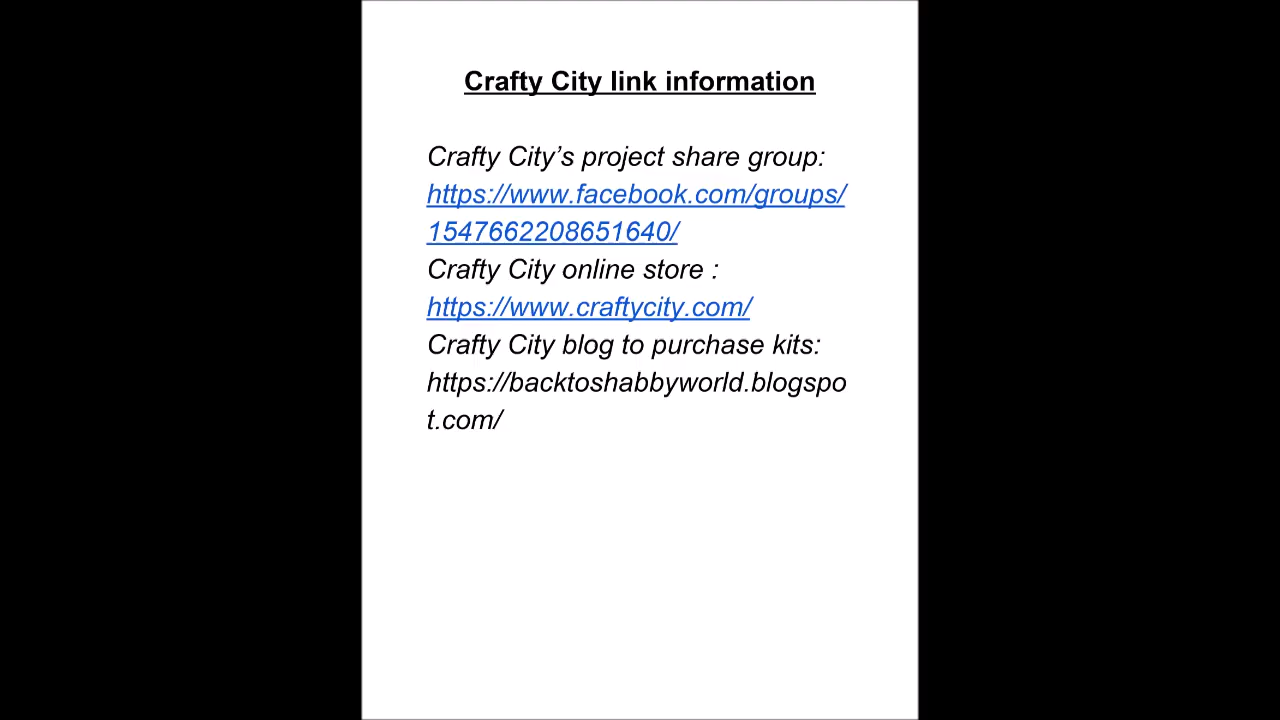 Crafty City link information
Crafty City’s project share group:
https://www.facebook.com/groups/
1547662208651640/
Crafty City online store :
https://www.craftycity.com/
Crafty City blog to purchase kits:
https://backtoshabbyworld.blogspo
t.com/